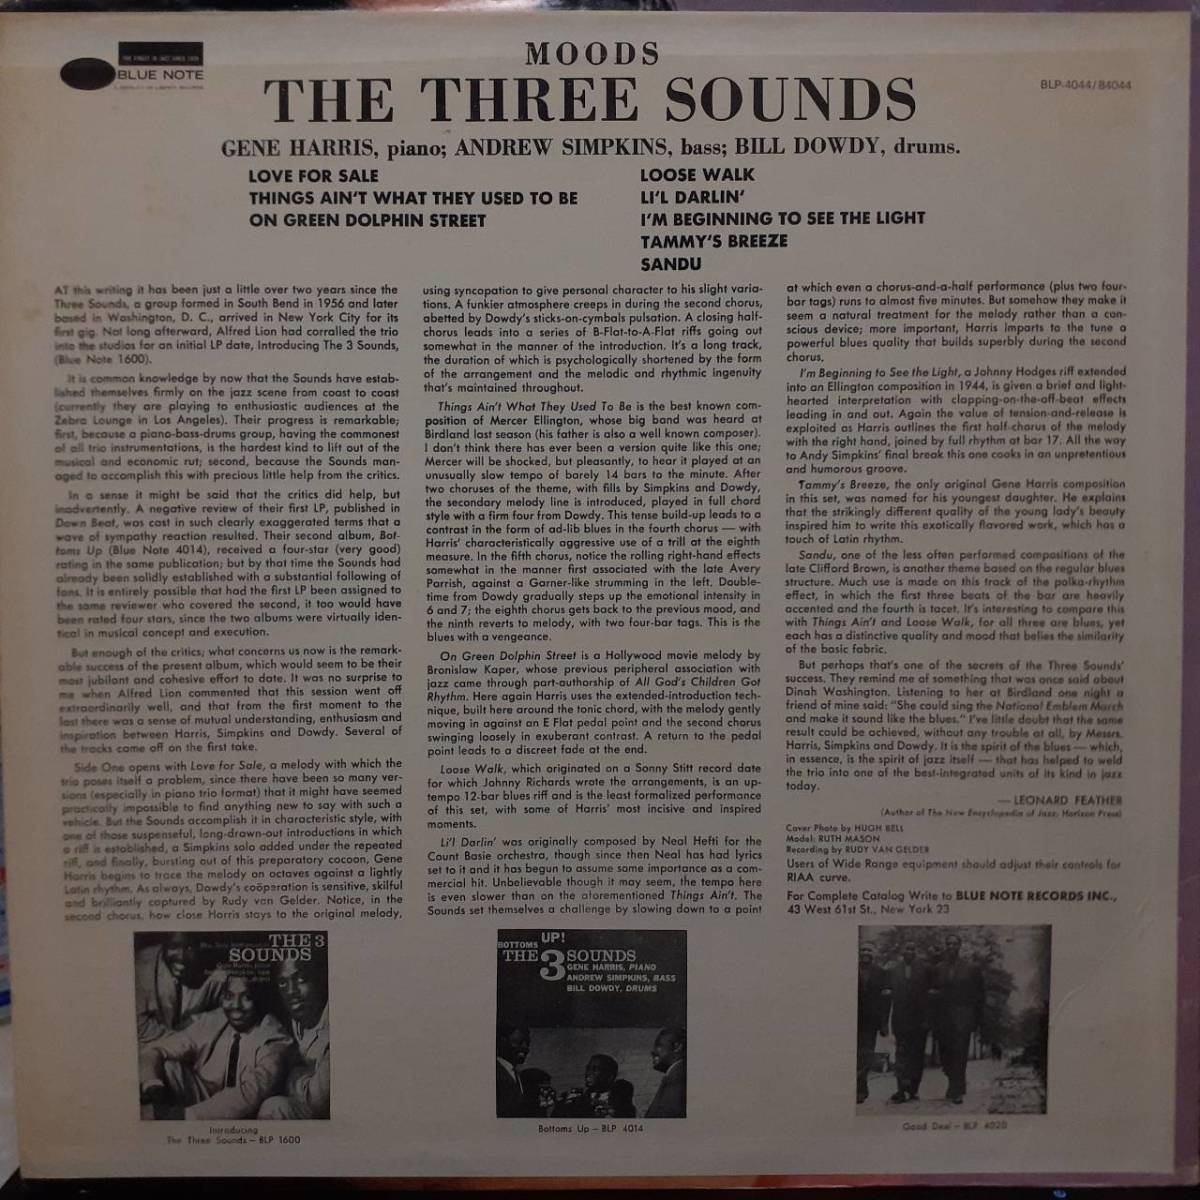 THE FINEST IN JAZZ SINCE 1939
BLUE NOTE
A PRODUCT OF LIBERTY RECORDS
MOODS
THE THREE SOUNDS
BLP-4044/84044
GENE HARRIS, piano; ANDREW SIMPKINS, bass; BILL DOWDY, drums.
LOVE FOR SALE
THINGS AIN'T WHAT THEY USED TO BE
ON GREEN DOLPHIN STREET
LOOSE WALK
LI'L DARLIN'
I'M BEGINNING TO SEE THE LIGHT
TAMMY'S BREEZE
SANDU
AT this writing it has been just a little over two years since the
Three Sounds, a group formed in South Bend in 1956 and later
based in Washington, D. C., arrived in New York City for its
first gig. Not long afterward, Alfred Lion had corralled the trio
into the studios for an initial LP date, Introducing The 3 Sounds,
(Blue Note 1600).
It is common knowledge by now that the Sounds have estab-
lished themselves firmly on the jazz scene from coast to coast
(currently they are playing to enthusiastic audiences at the
Zebra Lounge in Los Angeles). Their progress is remarkable;
first, because a piano-bass-drums group, having the commonest
of all trio instrumentations, is the hardest kind to lift out of the
musical and economic rut; second, because the Sounds man-
aged to accomplish this with precious little help from the critics.
In a sense it might be said that the critics did help, but
inadvertently. A negative review of their first LP, published in
Down Beat, was cast in such clearly exaggerated terms that a
wave of sympathy reaction resulted. Their second album, Bot-
toms Up (Blue Note 4014), received a four-star (very good)
rating in the same publication; but by that time the Sounds had
already been solidly established with a substantial following of
fans. It is entirely possible that had the first LP been assigned to
the same reviewer who covered the second, it too would have
been rated four stars, since the two albums were virtually iden-
tical in musical concept and execution.
But enough of the critics; what concerns us now is the remark-
able success of the present album, which would seem to be their
most jubilant and cohesive effort to date. It was no surprise to
me when Alfred Lion commented that this session went off
extraordinarily well, and that from the first moment to the
last there was a sense of mutual understanding, enthusiasm and
inspiration between Harris, Simpkins and Dowdy. Several of
the tracks came off on the first take.
Side One opens with Love for Sale, a melody with which the
trio poses itself a problem, since there have been so many ver-
sions (especially in piano trio format) that it might have seemed
practically impossible to find anything new to say with such a
vehicle. But the Sounds accomplish it in characteristic style, with
one of those suspenseful, long-drawn-out introductions in which
a riff is established, a Simpkins solo added under the repeated
riff, and finally, bursting out of this preparatory cocoon, Gene
Harris begins to trace the melody on octaves against a lightly
Latin rhythm. As always, Dowdy's coöperation is sensitive, skilful
and brilliantly captured by Rudy van Gelder. Notice, in the
second chorus, how close Harris stays to the original melody,
using syncopation to give personal character to his slight varia-
tions. A funkier atmosphere creeps in during the second chorus,
abetted by Dowdy's sticks-on-cymbals pulsation. A closing half-
chorus leads into a series of B-Flat-to-A-Flat riffs going out
somewhat in the manner of the introduction. It's a long track,
the duration of which is psychologically shortened by the form
of the arrangement and the melodic and rhythmic ingenuity
that's maintained throughout.
Things Ain't What They Used To Be is the best known com-
position of Mercer Ellington, whose big band was heard at
Birdland last season (his father is also a well known composer).
I don't think there has ever been a version quite like this one;
Mercer will be shocked, but pleasantly, to hear it played at an
unusually slow tempo of barely 14 bars to the minute. After
two choruses of the theme, with fills by Simpkins and Dowdy,
the secondary melody line is introduced, played in full chord
style with a firm four from Dowdy. This tense build-up leads to a
contrast in the form of ad-lib blues in the fourth chorus — with
Harris' characteristically aggressive use of a trill at the eighth
measure. In the fifth chorus, notice the rolling right-hand effects
somewhat in the manner first associated with the late Avery
Parrish, against a Garner-like strumming in the left. Double-
time from Dowdy gradually steps up the emotional intensity in
6 and 7; the eighth chorus gets back to the previous mood, and
the ninth reverts to melody, with two four-bar tags. This is the
blues with a vengeance.
On Green Dolphin Street is a Hollywood movie melody by
Bronislaw Kaper, whose previous peripheral association with
jazz came through part-authorship of All God's Children Got
Rhythm. Here again Harris uses the extended-introduction tech-
nique, built here around the tonic chord, with the melody gently
moving in against an E Flat pedal point and the second chorus
swinging loosely in exuberant contrast. A return to the pedal
point leads to a discreet fade at the end.
Loose Walk, which originated on a Sonny Stitt record date
for which Johnny Richards wrote the arrangements, is an up-
tempo 12-bar blues riff and is the least formalized performance
of this set, with some of Harris' most incisive and inspired
moments.
Li'l Darlin' was originally composed by Neal Hefti for the
Count Basie orchestra, though since then Neal has had lyrics
set to it and it has begun to assume some importance as a com-
mercial hit. Unbelievable though it may seem, the tempo here
is even slower than on the aforementioned Things Ain't. The
Sounds set themselves a challenge by slowing down to a point
at which even a chorus-and-a-half performance (plus two four-
bar tags) runs to almost five minutes. But somehow they make it
seem a natural treatment for the melody rather than a con-
scious device; more important, Harris imparts to the tune a
powerful blues quality that builds superbly during the second
chorus.
I'm Beginning to See the Light, a Johnny Hodges riff extended
into an Ellington composition in 1944, is given a brief and light-
hearted interpretation with clapping-on-the-off-beat effects
leading in and out. Again the value of tension-and-release is
exploited as Harris outlines the first half-chorus of the melody
with the right hand, joined by full rhythm at bar 17. All the way
to Andy Simpkins' final break this one cooks in an unpretentious
and humorous groove.
Tammy's Breeze, the only original Gene Harris composition
in this set, was named for his youngest daughter. He explains
that the strikingly different quality of the young lady's beauty
inspired him to write this exotically flavored work, which has a
touch of Latin rhythm.
Sandu, one of the less often performed compositions of the
late Clifford Brown, is another theme based on the regular blues
structure. Much use is made on this track of the polka-rhythm
effect, in which the first three beats of the bar are heavily
accented and the fourth is tacet. It's interesting to compare this
with Things Ain't and Loose Walk, for all three are blues, yet
each has a distinctive quality and mood that belies the similarity
of the basic fabric.
But perhaps that's one of the secrets of the Three Sounds'
success. They remind me of something that was once said about
Dinah Washington. Listening to her at Birdland one night a
friend of mine said: "She could sing the National Emblem March
and make it sound like the blues." I've little doubt that the same
result could be achieved, without any trouble at all, by Messrs.
Harris, Simpkins and Dowdy. It is the spirit of the blues — which,
in essence, is the spirit of jazz itself — that has helped to weld
the trio into one of the best-integrated units of its kind in jazz
today.
— LEONARD FEATHER
(Author of The New Encyclopedia of Jazz; Horizon Press)
Cover Photo by HUGH BELL
Model: RUTH MASON
Recording by RUDY VAN GELDER
Users of Wide Range equipment should adjust their controls for
RIAA curve.
For Complete Catalog Write to BLUE NOTE RECORDS INC.,
43 West 61st St., New York 23
THE 3
SOUNDS
BOTTOMS UP!
THE 3 SOUNDS
GENE HARRIS, PIANO
ANDREW SIMPKINS, BASS
BILL DOWDY, DRUMS
Introducing
The Three Sounds — BLP 1600
Bottoms Up — BLP 4014
Good Deal — BLP 4020